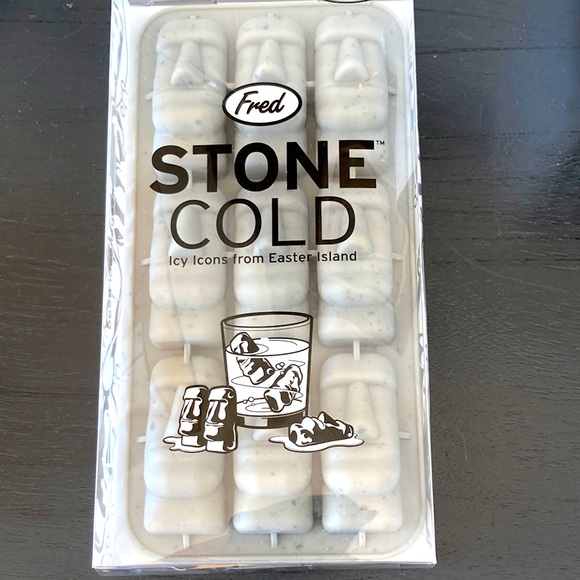 Fred
STONE™
COLD
Icy Icons from Easter Island